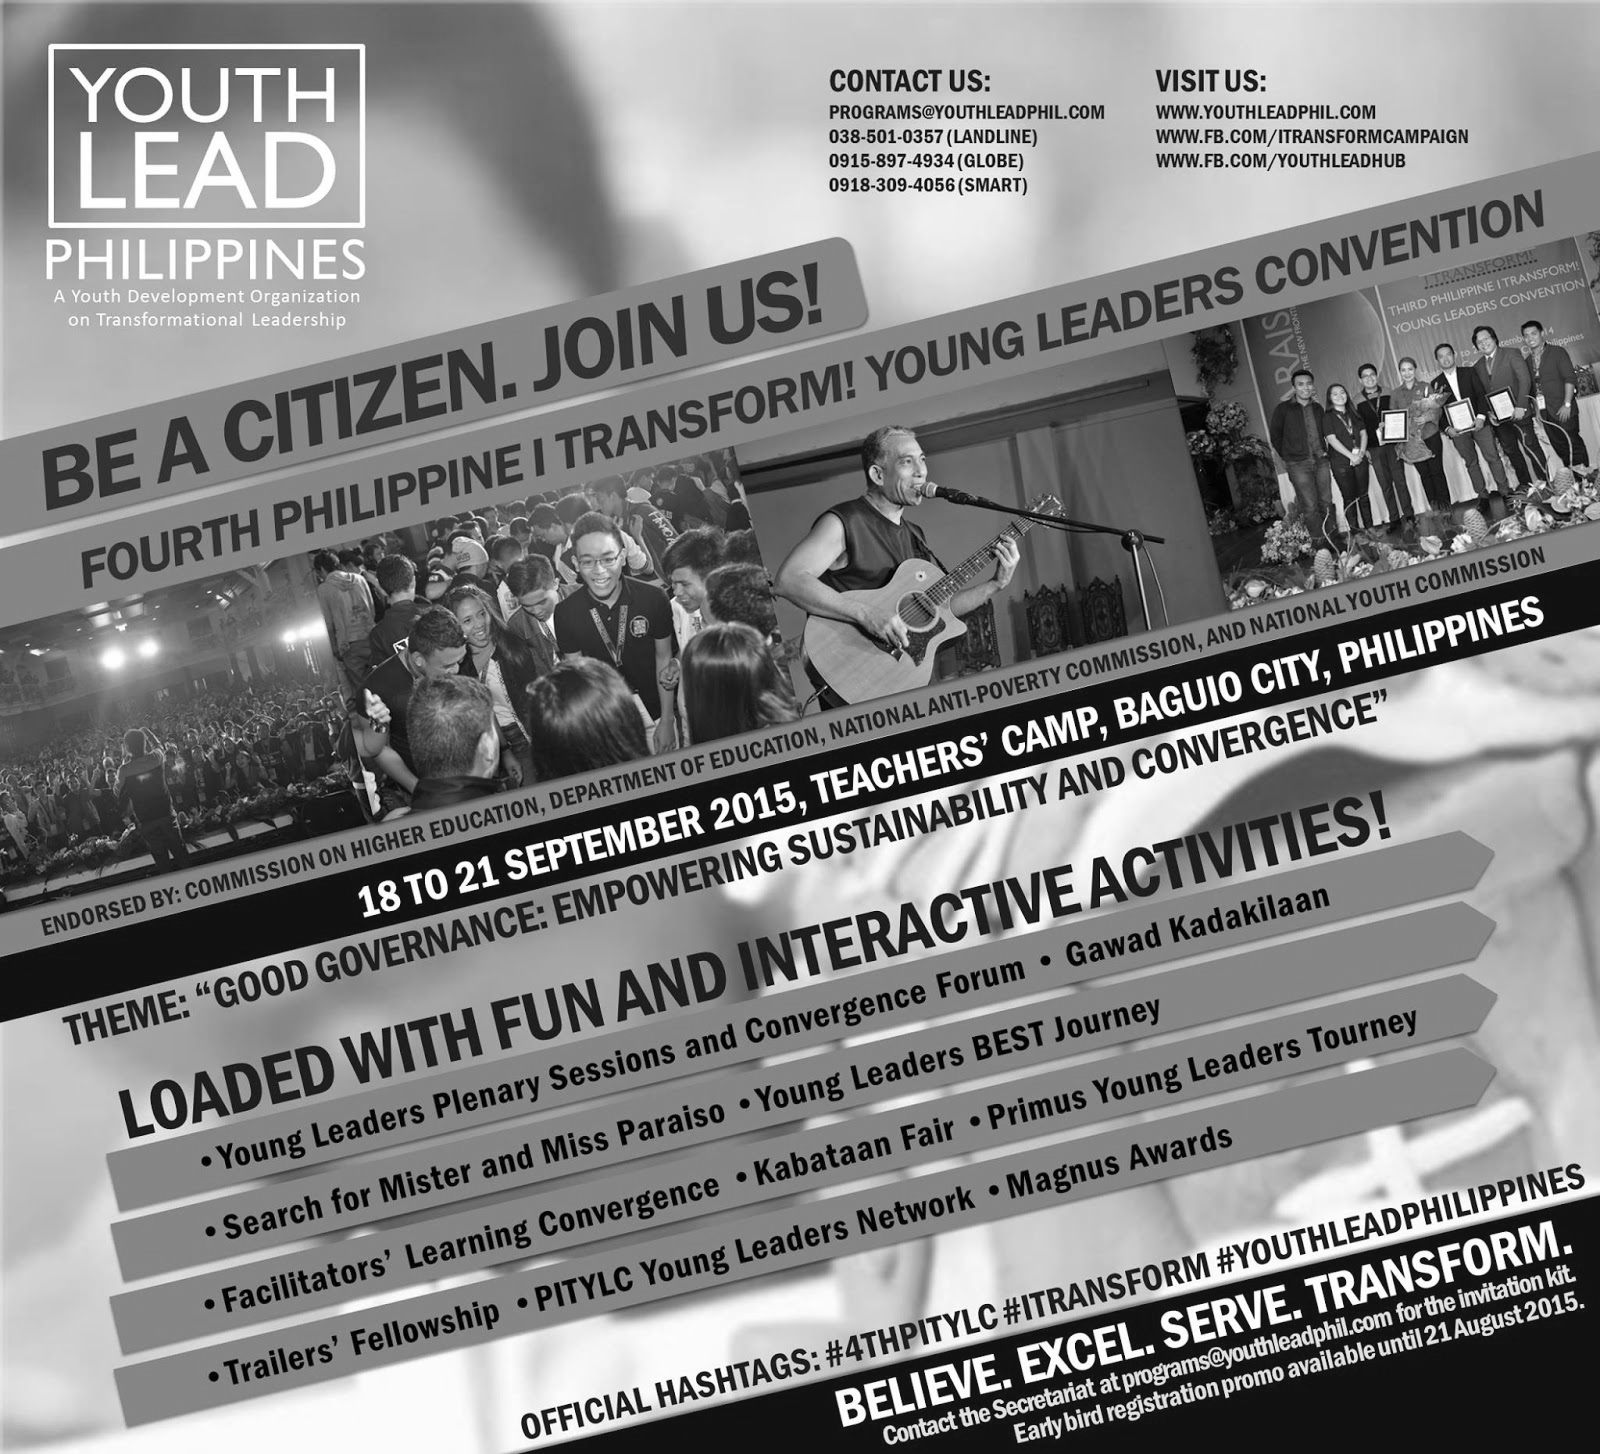 YOUTH
LEAD
PHILIPPINES
A Youth Development Organization
on Transformational Leadership
CONTACT US:
PROGRAMS@YOUTHLEADPHIL.COM
038-501-0357 (LANDLINE)
0915-897-4934 (GLOBE)
0918-309-4056 (SMART)
VISIT US:
WWW.YOUTHLEADPHIL.COM
WWW.FB.COM/ITRANSFORMCAMPAIGN
WWW.FB.COM/YOUTHLEADHUB
BE A CITIZEN. JOIN US!
FOURTH PHILIPPINE I TRANSFORM! YOUNG LEADERS CONVENTION
I TRANSFORM!
THIRD PHILIPPINE I TRANSFORM!
YOUNG LEADERS CONVENTION
ENDORSED BY: COMMISSION ON HIGHER EDUCATION, DEPARTMENT OF EDUCATION, NATIONAL ANTI-POVERTY COMMISSION, AND NATIONAL YOUTH COMMISSION
18 TO 21 SEPTEMBER 2015, TEACHERS’ CAMP, BAGUIO CITY, PHILIPPINES
THEME: “GOOD GOVERNANCE: EMPOWERING SUSTAINABILITY AND CONVERGENCE”
LOADED WITH FUN AND INTERACTIVE ACTIVITIES!
•Young Leaders Plenary Sessions and Convergence Forum • Gawad Kadakilaan
•Search for Mister and Miss Paraiso •Young Leaders BEST Journey
•Facilitators’ Learning Convergence •Kabataan Fair •Primus Young Leaders Tourney
•Trailers’ Fellowship •PITYLC Young Leaders Network •Magnus Awards
OFFICIAL HASHTAGS: #4THPITYLC #ITRANSFORM #YOUTHLEADPHILIPPINES
BELIEVE. EXCEL. SERVE. TRANSFORM.
Contact the Secretariat at programs@youthleadphil.com for the invitation kit.
Early bird registration promo available until 21 August 2015.